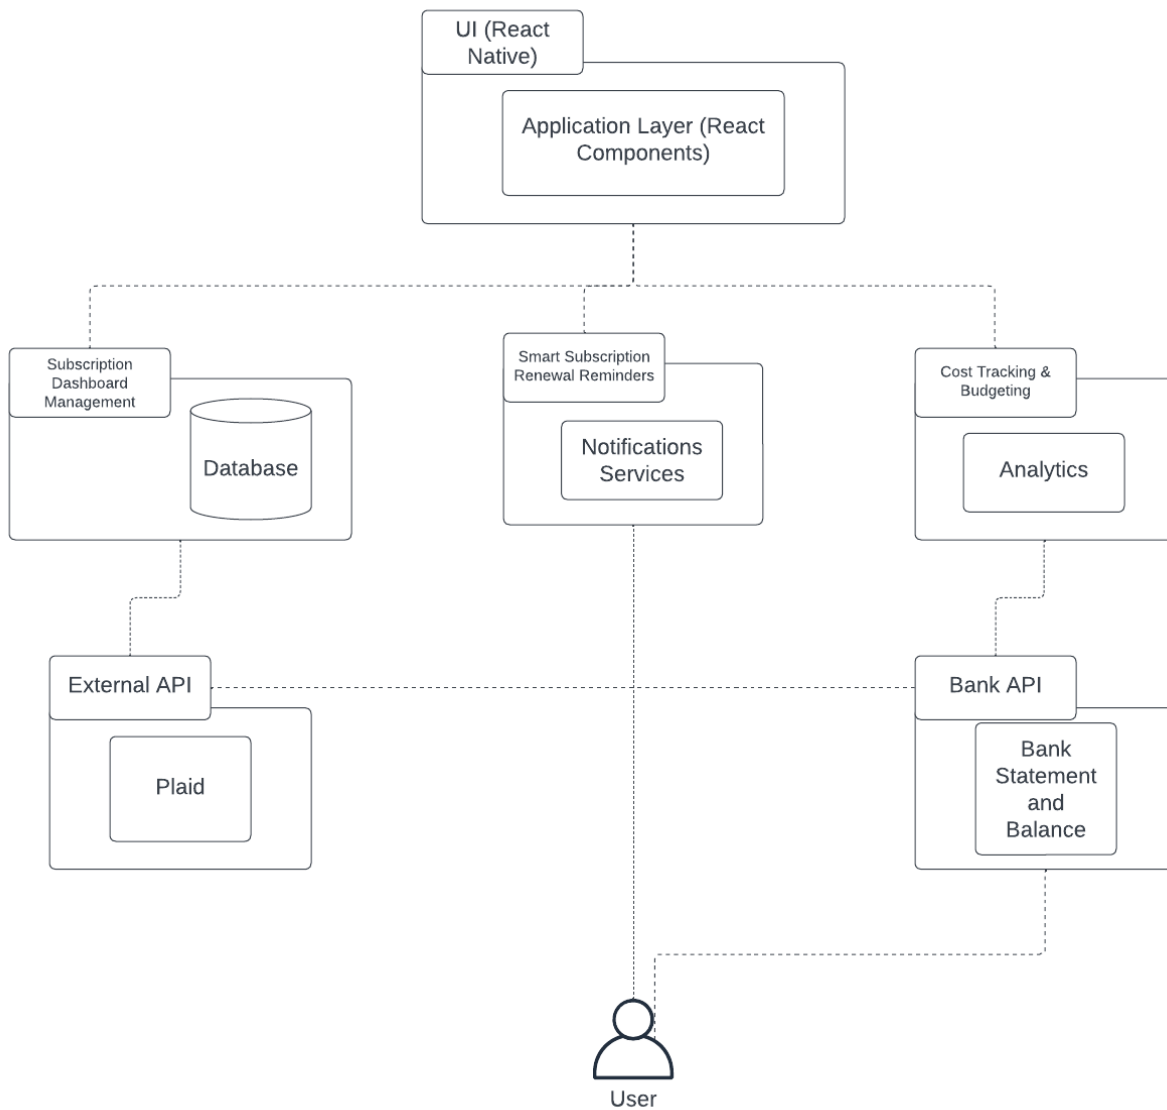 UI (React
Native)
Application Layer (React
Components)
Subscription
Dashboard
Management
Database
Smart Subscription
Renewal Reminders
Notifications
Services
Cost Tracking &
Budgeting
Analytics
External API
Plaid
Bank API
Bank
Statement
and
Balance
User